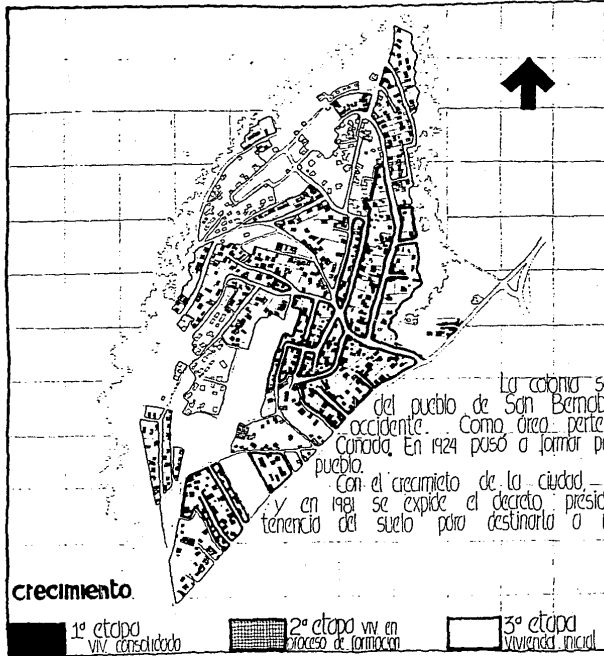 La colonia s
del pueblo de San Bernab
occidente. Como área perte
Cañada. En 1924 pasó a formar p
pueblo.
Con el crecimieto de la ciudad,
y en 1981 se expide el decreto presid
tenencia del suelo para destinarla a
crecimiento.
1ª etapa
viv. consolidada
2ª etapa viv en
proceso de formacion
3ª etapa
vivienda inicial